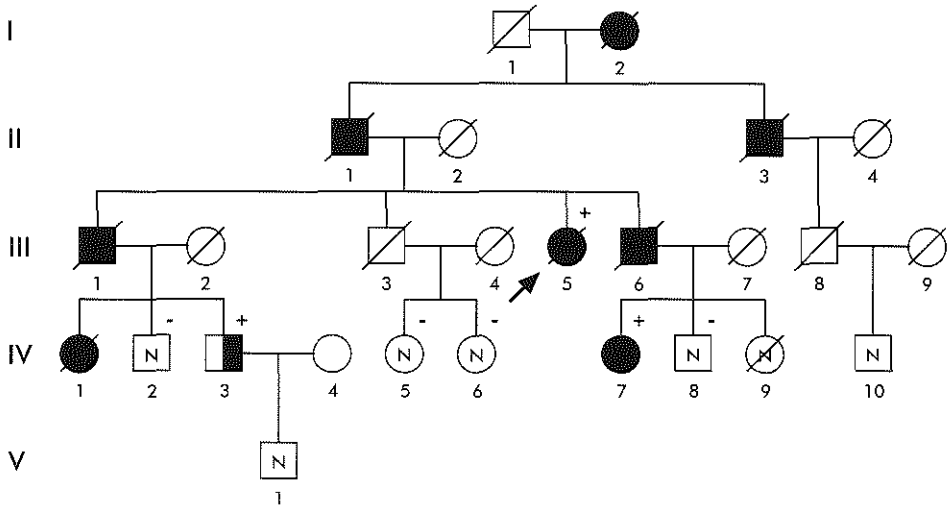 I
1 2
II
1 2 3 4
+
III
1 2 3 4 5 6 7 8 9
- + - - + -
IV
N N N N N N
1 2 3 4 5 6 7 8 9 10
V
N
1